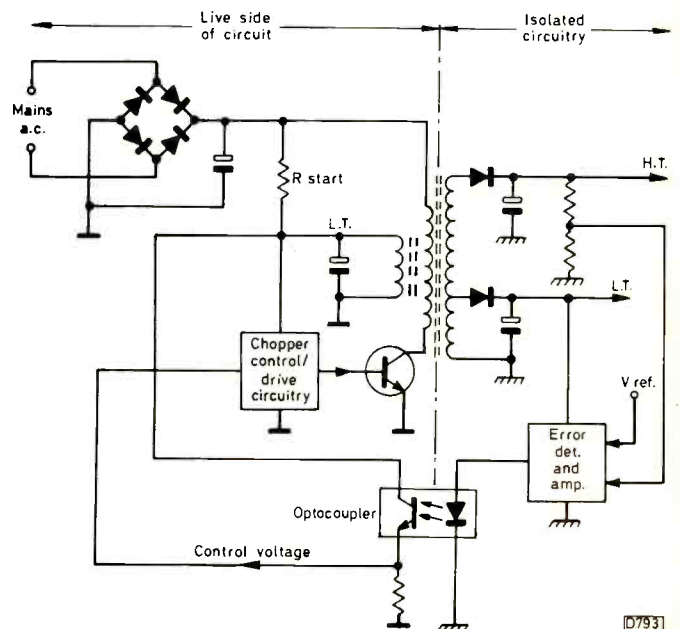 Live side
of circuit
Isolated
circuitry
Mains
a.c.
H.T.
R start
L.T.
L.T.
Chopper
control/
drive
circuitry
V ref.
Error
det.
and
amp.
Optocoupler
Control voltage
D793